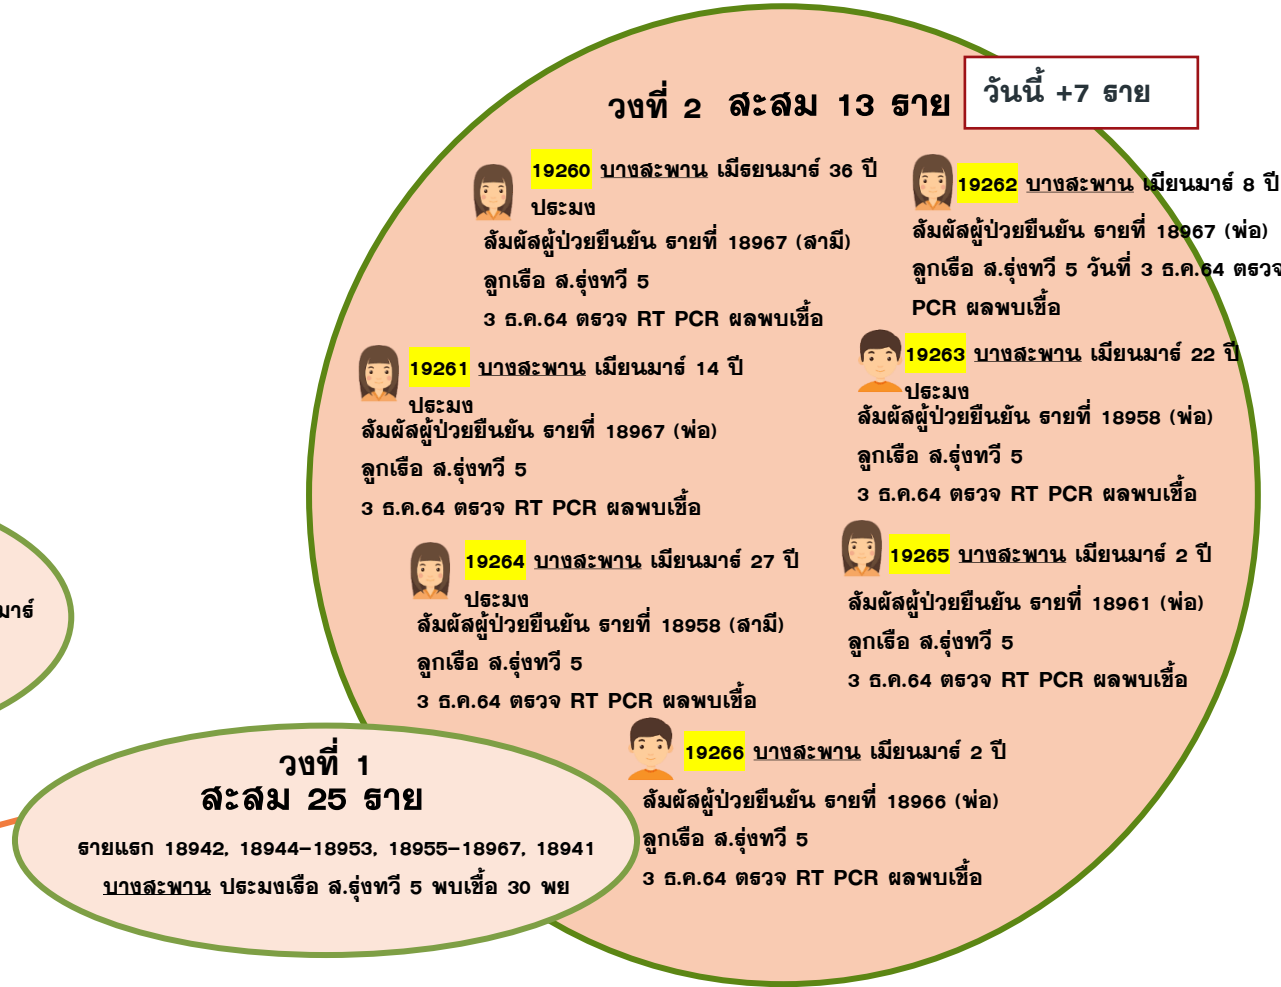 วงที่ 2 สะสม 13 ราย
วันนี้ +7 ราย
19260 บางสะพาน เมีรยนมาร์ 36 ปี
ประมง
สัมผัสผู้ป่วยยืนยัน รายที่ 18967 (สามี)
ลูกเรือ ส.รุ่งทวี 5
3 ธ.ค.64 ตรวจ RT PCR ผลพบเชื้อ
19262 บางสะพาน เมียนมาร์ 8 ปี
สัมผัสผู้ป่วยยืนยัน รายที่ 18967 (พ่อ)
ลูกเรือ ส.รุ่งทวี 5 วันที่ 3 ธ.ค.64 ตรวจ
PCR ผลพบเชื้อ
19261 บางสะพาน เมียนมาร์ 14 ปี
ประมง
สัมผัสผู้ป่วยยืนยัน รายที่ 18967 (พ่อ)
ลูกเรือ ส.รุ่งทวี 5
3 ธ.ค.64 ตรวจ RT PCR ผลพบเชื้อ
19263 บางสะพาน เมียนมาร์ 22 ปี
ประมง
สัมผัสผู้ป่วยยืนยัน รายที่ 18958 (พ่อ)
ลูกเรือ ส.รุ่งทวี 5
3 ธ.ค.64 ตรวจ RT PCR ผลพบเชื้อ
19264 บางสะพาน เมียนมาร์ 27 ปี
ประมง
สัมผัสผู้ป่วยยืนยัน รายที่ 18958 (สามี)
ลูกเรือ ส.รุ่งทวี 5
3 ธ.ค.64 ตรวจ RT PCR ผลพบเชื้อ
19265 บางสะพาน เมียนมาร์ 2 ปี
สัมผัสผู้ป่วยยืนยัน รายที่ 18961 (พ่อ)
ลูกเรือ ส.รุ่งทวี 5
3 ธ.ค.64 ตรวจ RT PCR ผลพบเชื้อ
19266 บางสะพาน เมียนมาร์ 2 ปี
สัมผัสผู้ป่วยยืนยัน รายที่ 18966 (พ่อ)
ลูกเรือ ส.รุ่งทวี 5
3 ธ.ค.64 ตรวจ RT PCR ผลพบเชื้อ
มาร์
วงที่ 1
สะสม 25 ราย
รายแรก 18942, 18944-18953, 18955-18967, 18941
บางสะพาน ประมงเรือ ส.รุ่งทวี 5 พบเชื้อ 30 พย